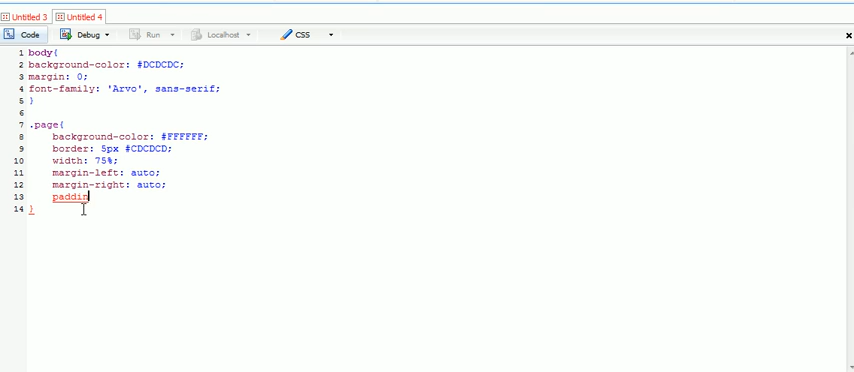 Untitled 3 Untitled 4
Code Debug Run Localhost CSS
1 body{
2 background-color: #DCDCDC;
3 margin: 0;
4 font-family: 'Arvo', sans-serif;
5 }
6
7 .page{
8 background-color: #FFFFFF;
9 border: 5px #CDCDCD;
10 width: 75%;
11 margin-left: auto;
12 margin-right: auto;
13 paddin
14 }